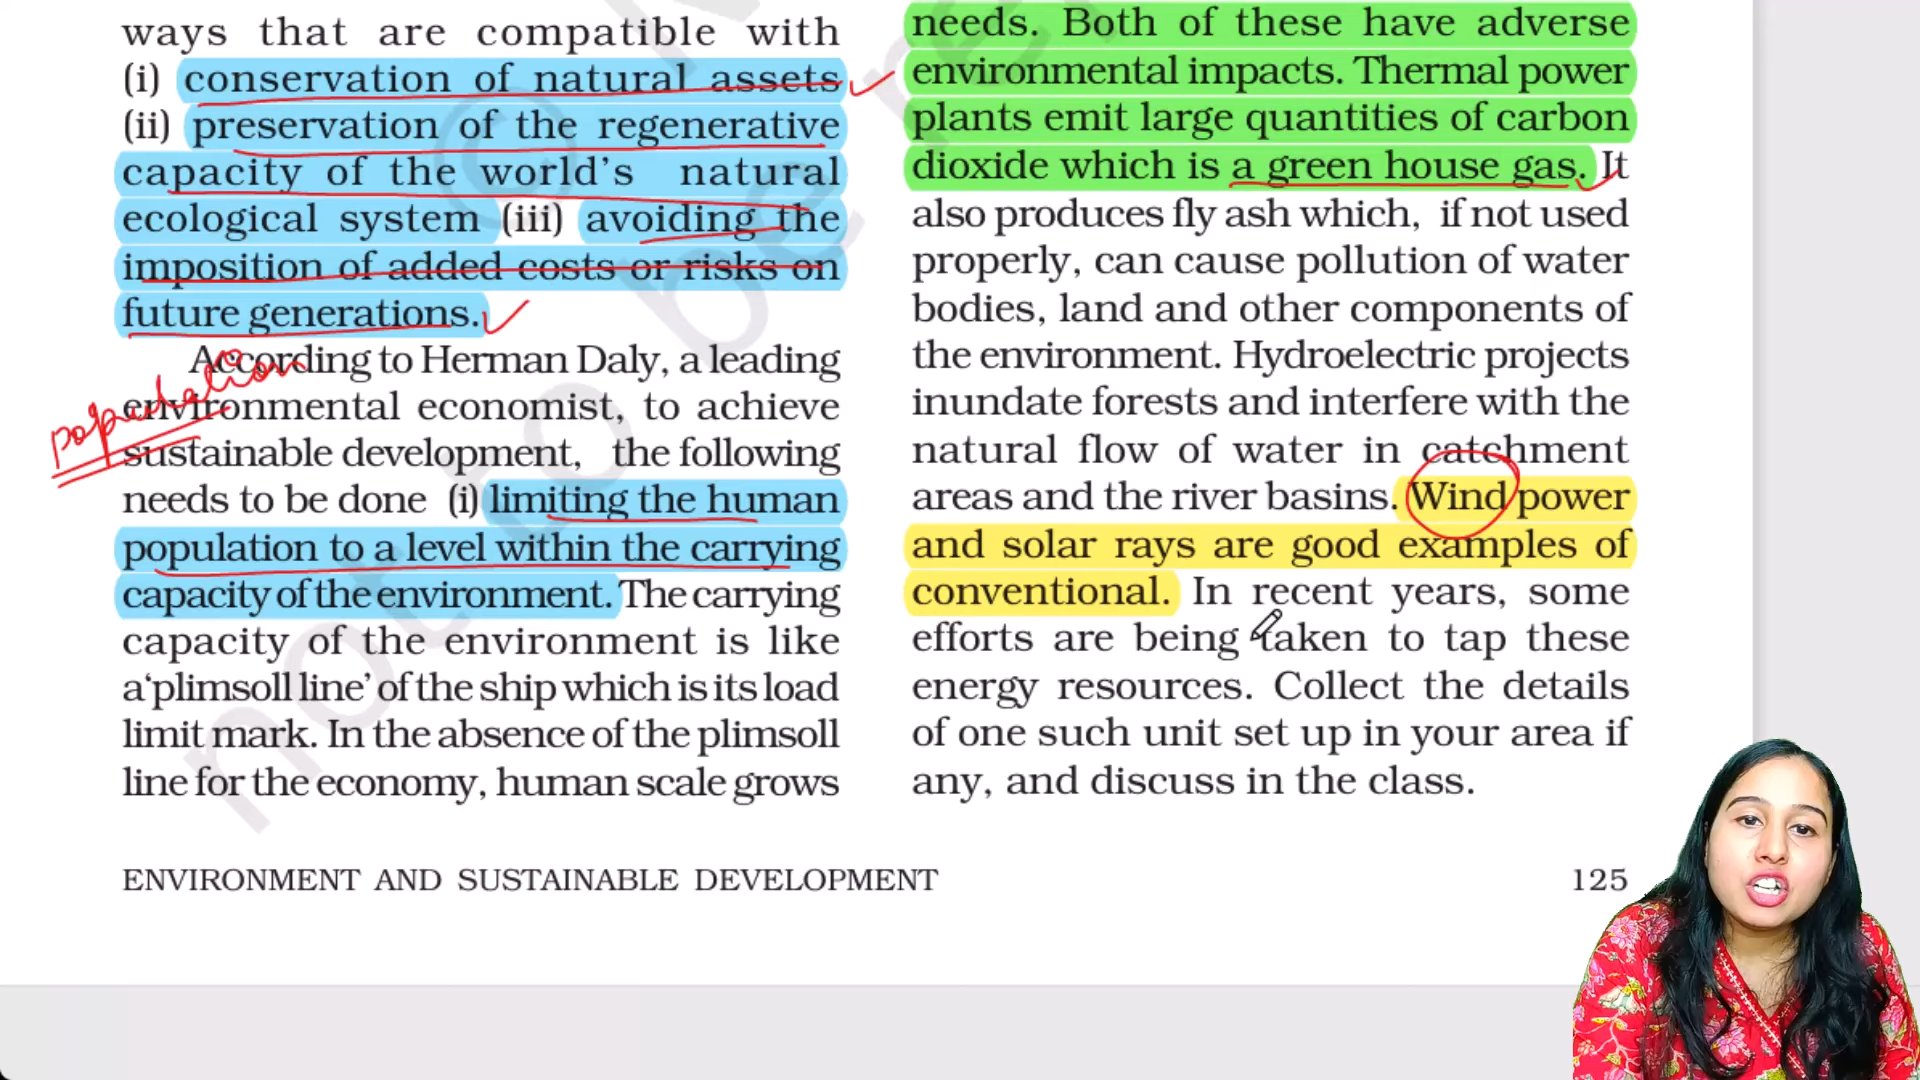 ways that are compatible with
(i) conservation of natural assets
(ii) preservation of the regenerative
capacity of the world's natural
ecological system (iii) avoiding the
imposition of added costs or risks on
future generations.
According to Herman Daly, a leading
environmental economist, to achieve
sustainable development, the following
needs to be done (i) limiting the human
population to a level within the carrying
capacity of the environment. The carrying
capacity of the environment is like
a‘plimsoll line’ of the ship which is its load
limit mark. In the absence of the plimsoll
line for the economy, human scale grows
population
needs. Both of these have adverse
environmental impacts. Thermal power
plants emit large quantities of carbon
dioxide which is a green house gas. It
also produces fly ash which, if not used
properly, can cause pollution of water
bodies, land and other components of
the environment. Hydroelectric projects
inundate forests and interfere with the
natural flow of water in catchment
areas and the river basins. Wind power
and solar rays are good examples of
conventional. In recent years, some
efforts are being taken to tap these
energy resources. Collect the details
of one such unit set up in your area if
any, and discuss in the class.
ENVIRONMENT AND SUSTAINABLE DEVELOPMENT
125
not to be re
©